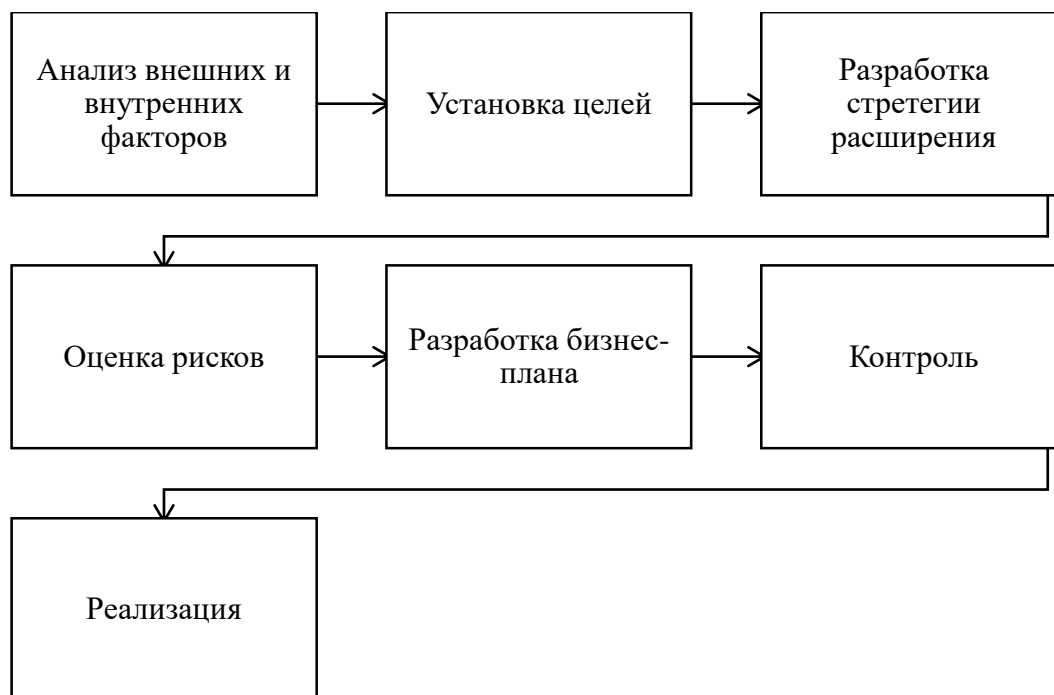 Анализ внешних и
внутренних
факторов
Установка целей
Разработка
стретегии
расширения
Оценка рисков
Разработка бизнес-
плана
Контроль
Реализация